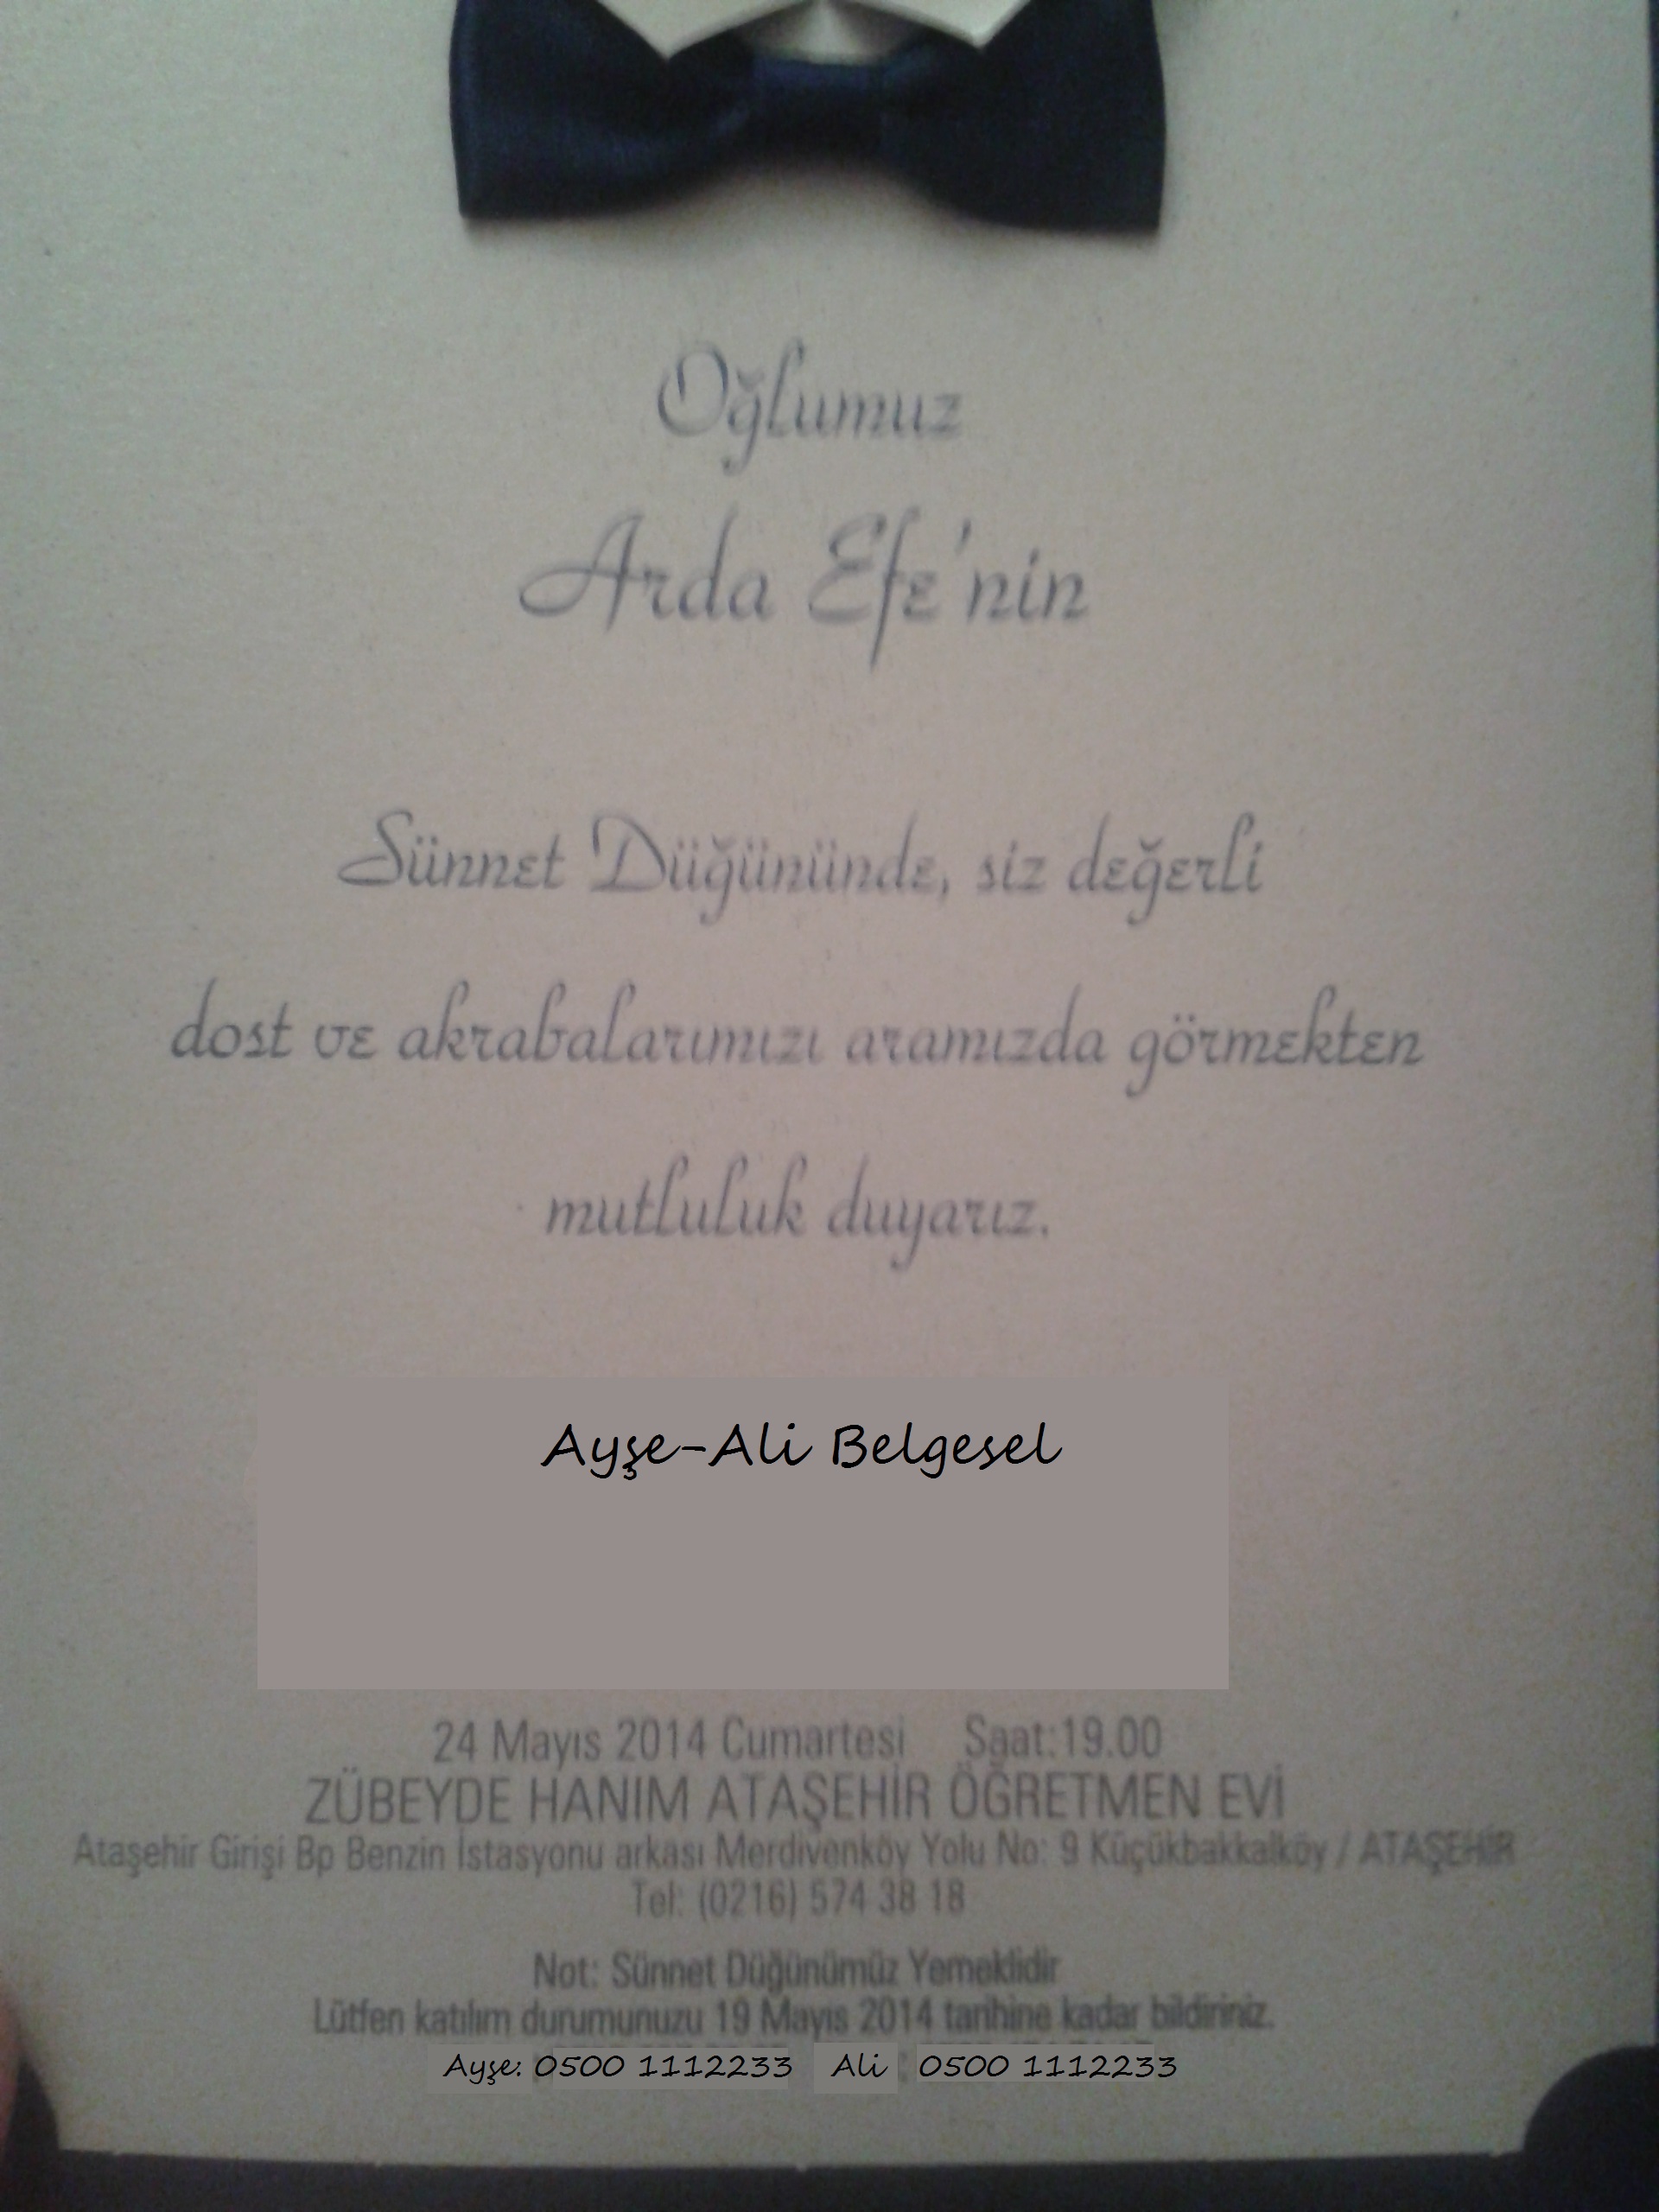 Oğlumuz
Arda Efe'nin
Sünnet Düğününde, siz değerli
dost ve akrabalarımızı aramızda görmekten
mutluluk duyarız.
Ayşe-Ali Belgesel
24 Mayıs 2014 Cumartesi Saat:19.00
ZÜBEYDE HANIM ATAŞEHİR ÖĞRETMEN EVİ
Ataşehir Girişi Bp Benzin İstasyonu arkası Merdivenköy Yolu No: 9 Küçükbakkalköy / ATAŞEHİR
Tel: (0216) 574 38 18
Not: Sünnet Düğünümüz Yemeklidir
Lütfen katılım durumunuzu 19 Mayıs 2014 tarihine kadar bildiriniz.
Ayşe: 0500 1112233 Ali : 0500 1112233